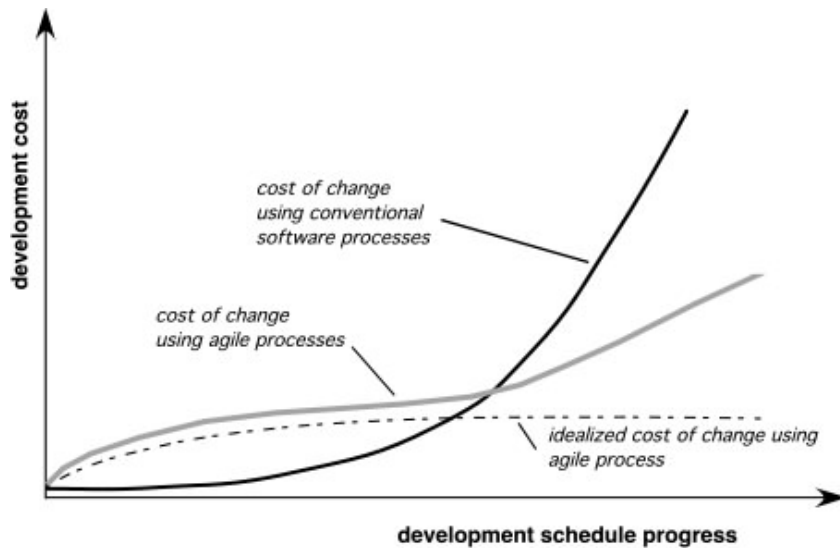 development cost
cost of change
using conventional
software processes
cost of change
using agile processes
idealized cost of change using
agile process
development schedule progress